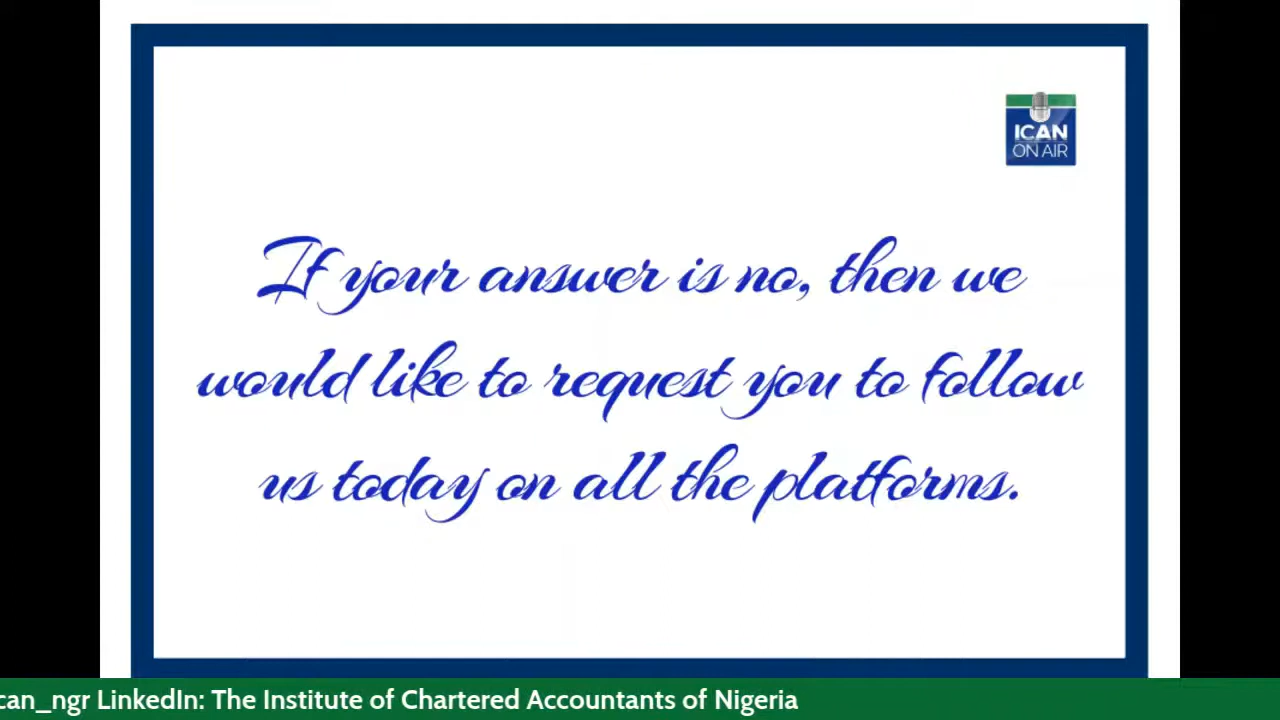 ICAN
ON AIR
If your answer is no, then we
would like to request you to follow
us today on all the platforms.
can_ngr LinkedIn: The Institute of Chartered Accountants of Nigeria